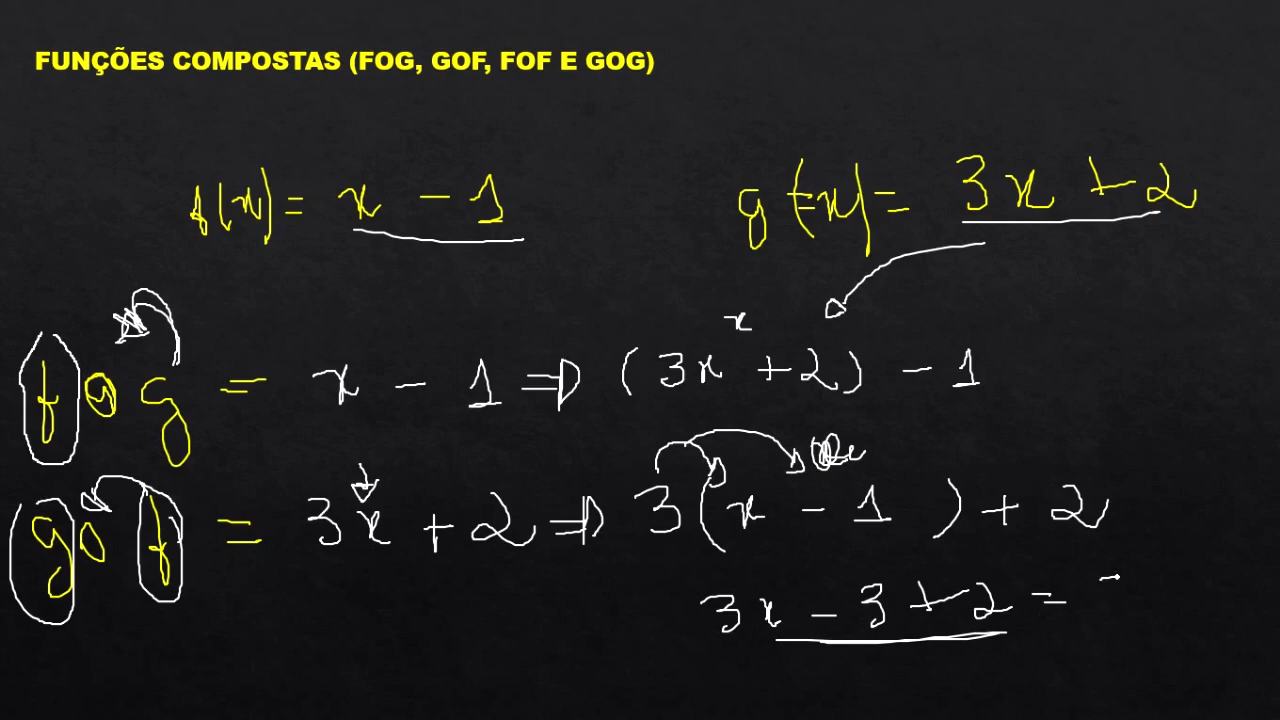 FUNÇÕES COMPOSTAS (FOG, GOF, FOF E GOG)
f(x) = x - 1
g(x) = 3x + 2
x
f o g = x - 1 ⇒ (3x + 2) - 1
g o f = 3x + 2 ⇒ 3(x - 1) + 2
3x - 3 + 2 = -